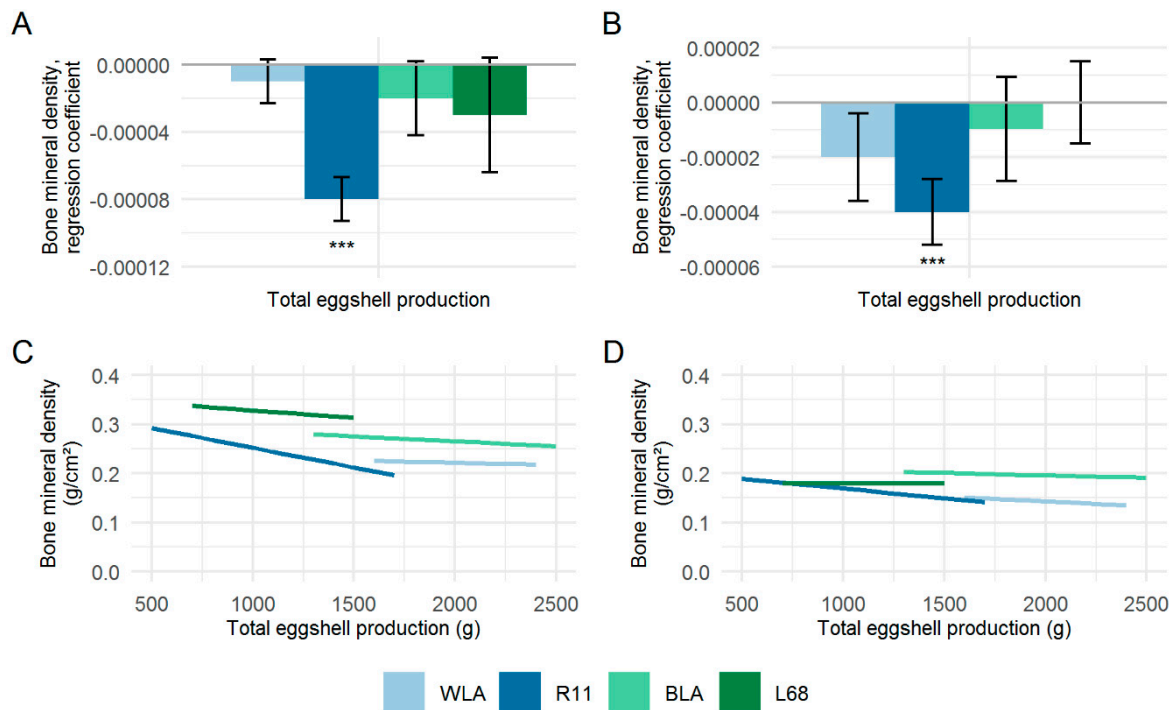 A
Bone mineral density,
regression coefficient
0.00000
-0.00004
-0.00008
-0.00012
***
Total eggshell production
B
Bone mineral density,
regression coefficient
0.00002
0.00000
-0.00002
-0.00004
-0.00006
***
Total eggshell production
C
Bone mineral density
(g/cm²)
0.4
0.3
0.2
0.1
0.0
500 1000 1500 2000 2500
Total eggshell production (g)
D
Bone mineral density
(g/cm²)
0.4
0.3
0.2
0.1
0.0
500 1000 1500 2000 2500
Total eggshell production (g)
WLA R11 BLA L68